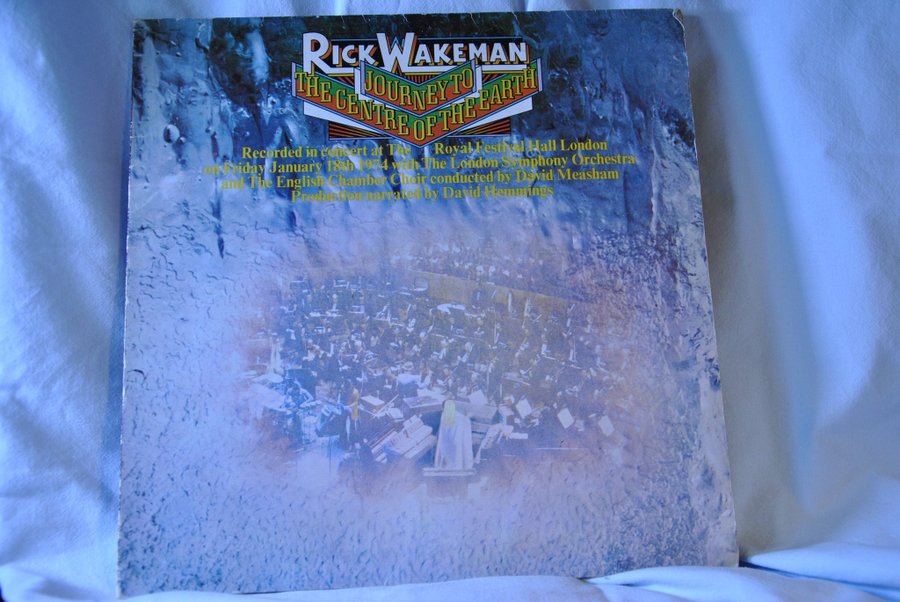 RICK WAKEMAN
JOURNEY TO
THE CENTRE OF THE EARTH
Recorded in concert at The Royal Festival Hall London
on Friday January 18th 1974 with The London Symphony Orchestra
and The English Chamber Choir conducted by David Measham
Production narrated by David Hemmings